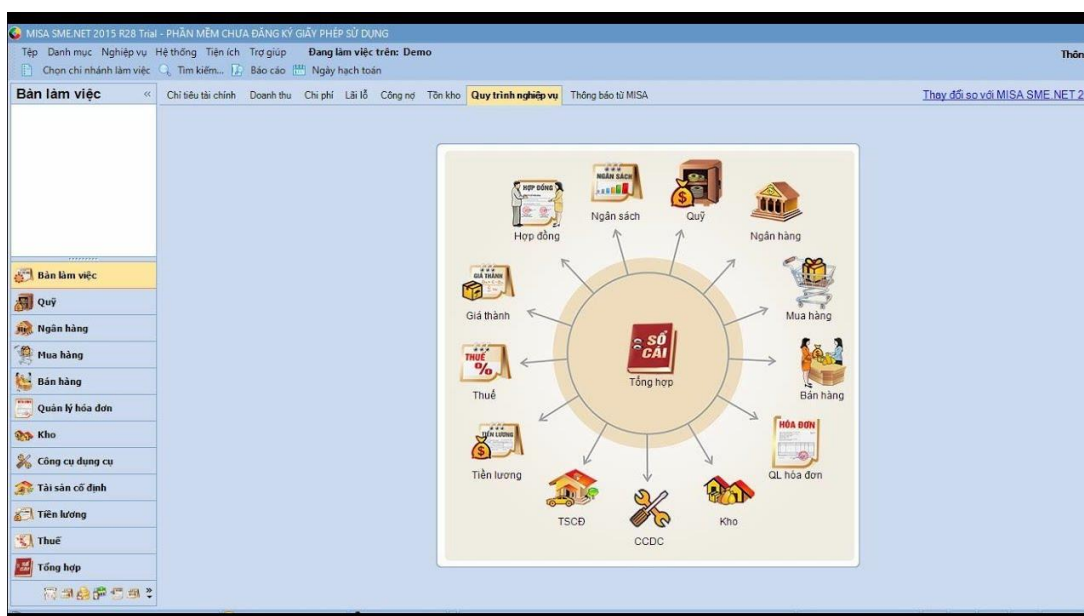 MISA SME.NET 2015 R28 Trial - PHẦN MỀM CHƯA ĐĂNG KÝ GIẤY PHÉP SỬ DỤNG
Tệp Danh mục Nghiệp vụ Hệ thống Tiện ích Trợ giúp Đang làm việc trên: Demo
Thôn
Chọn chi nhánh làm việc Tìm kiếm... Báo cáo Ngày hạch toán
Bàn làm việc «
Chỉ tiêu tài chính Doanh thu Chi phí Lãi lỗ Công nợ Tồn kho Quy trình nghiệp vụ Thông báo từ MISA
Thay đổi so với MISA SME.NET 2
HỢP ĐỒNG
Hợp đồng
NGÂN SÁCH
Ngân sách
Quỹ
Ngân hàng
GIÁ THÀNH
Giá thành
Mua hàng
THUẾ
%
Thuế
SỔ
CÁI
Tổng hợp
Bán hàng
TIỀN LƯƠNG
Tiền lương
HÓA ĐƠN
QL hóa đơn
TSCĐ
CCDC
Kho
Bàn làm việc
Quỹ
Ngân hàng
Mua hàng
Bán hàng
Quản lý hóa đơn
Kho
Công cụ dụng cụ
Tài sản cố định
Tiền lương
Thuế
Tổng hợp